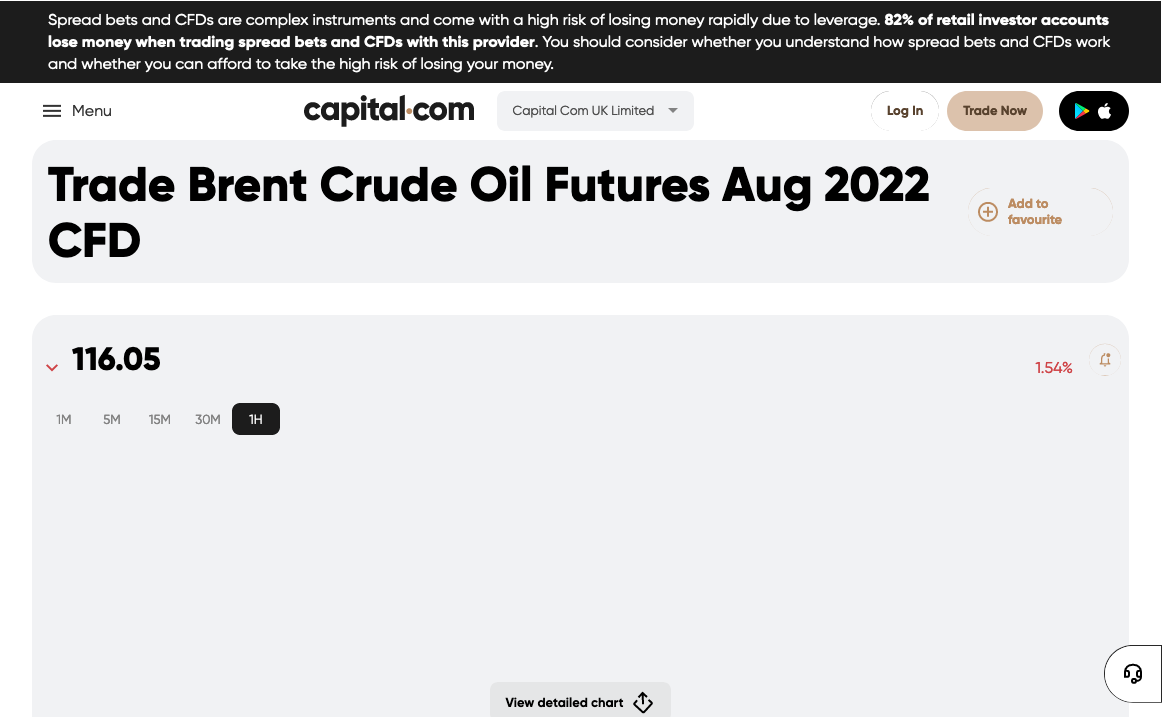 Spread bets and CFDs are complex instruments and come with a high risk of losing money rapidly due to leverage. 82% of retail investor accounts
lose money when trading spread bets and CFDs with this provider. You should consider whether you understand how spread bets and CFDs work
and whether you can afford to take the high risk of losing your money.
Menu
capital.com
Capital Com UK Limited
Log In
Trade Now
Trade Brent Crude Oil Futures Aug 2022
CFD
Add to
favourite
116.05
1.54%
1M 5M 15M 30M 1H
View detailed chart